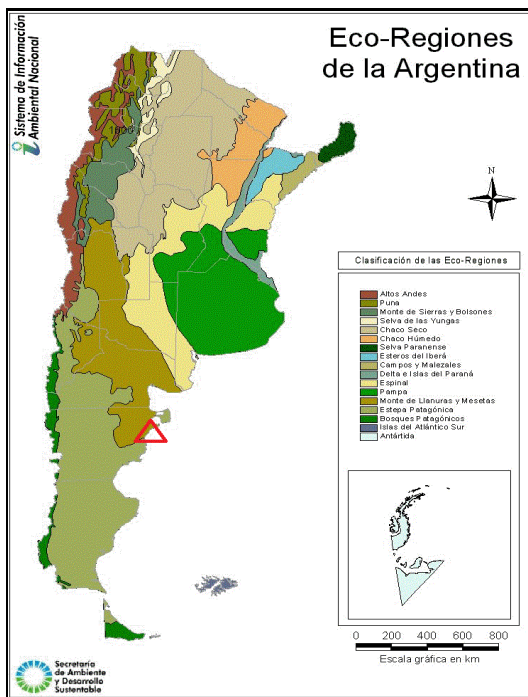 Sistema de Información
Ambiental Nacional
Eco-Regiones
de la Argentina
N
Clasificación de las Eco-Regiones
Altos Andes
Puna
Monte de Sierras y Bolsones
Selva de las Yungas
Chaco Seco
Chaco Húmedo
Selva Paranense
Esteros del Iberá
Campos y Malezales
Delta e Islas del Paraná
Espinal
Pampa
Monte de Llanuras y Mesetas
Estepa Patagónica
Bosques Patagónicos
Islas del Atlántico Sur
Antártida
0 200 400 600 800
Escala gráfica en km
Secretaría
de Ambiente
y Desarrollo
Sustentable